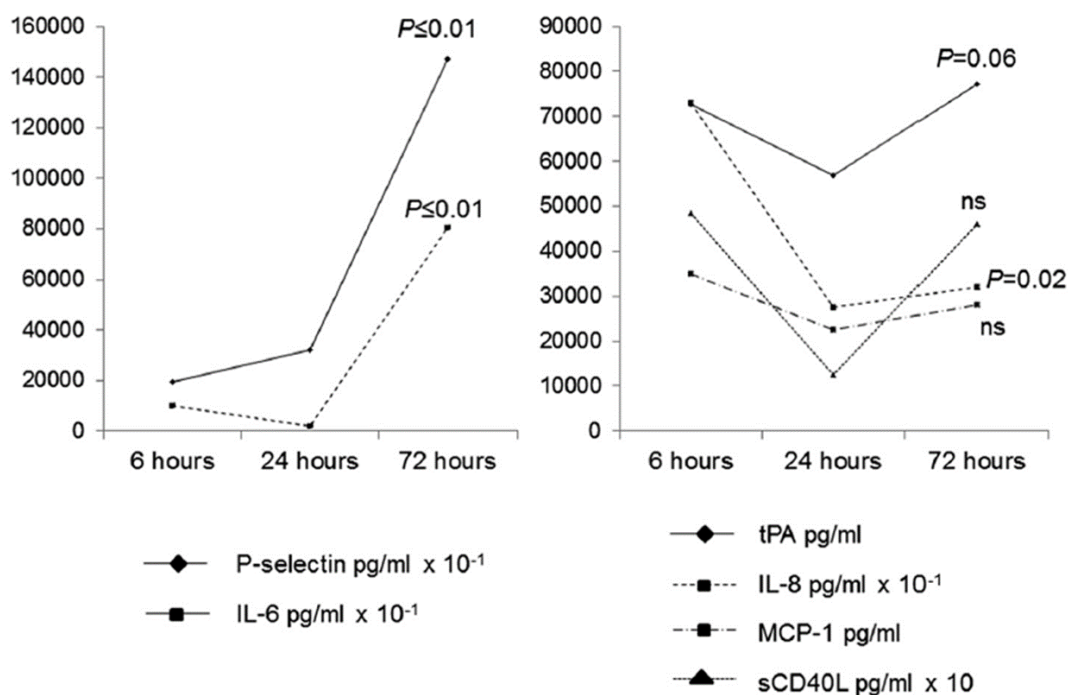 160000
140000
120000
100000
80000
60000
40000
20000
0
P≤0.01
P≤0.01
6 hours 24 hours 72 hours
P-selectin pg/ml x 10⁻¹
IL-6 pg/ml x 10⁻¹
90000
80000
70000
60000
50000
40000
30000
20000
10000
0
P=0.06
ns
P=0.02
ns
6 hours 24 hours 72 hours
tPA pg/ml
IL-8 pg/ml x 10⁻¹
MCP-1 pg/ml
sCD40L pg/ml x 10